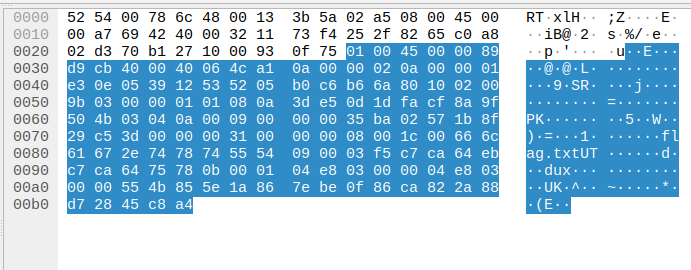 0000 52 54 00 78 6c 48 00 13 3b 5a 02 a5 08 00 45 00 RT·xlH·· ;Z····E·
0010 00 a7 69 42 40 00 32 11 73 f4 25 2f 82 65 c0 a8 ··iB@·2· s·%/·e··
0020 02 d3 70 b1 27 10 00 93 0f 75 01 00 45 00 00 89 ··p·'··· ·u··E···
0030 d9 cb 40 00 40 06 4c a1 0a 00 00 02 0a 00 00 01 ··@·@·L· ········
0040 e3 0e 05 39 12 53 52 05 b0 c6 b6 6a 80 10 02 00 ···9·SR· ···j····
0050 9b 03 00 00 01 01 08 0a 3d e5 0d 1d fa cf 8a 9f ········ =·······
0060 50 4b 03 04 0a 00 09 00 00 00 35 ba 02 57 1b 8f PK······ ··5··W··
0070 29 c5 3d 00 00 00 31 00 00 00 08 00 1c 00 66 6c )·=···1· ······fl
0080 61 67 2e 74 78 74 55 54 09 00 03 f5 c7 ca 64 eb ag.txtUT ······d·
0090 c7 ca 64 75 78 0b 00 01 04 e8 03 00 00 04 e8 03 ··dux··· ········
00a0 00 00 55 4b 85 5e 1a 86 7e be 0f 86 ca 82 2a 88 ··UK·^·· ~·····*·
00b0 d7 28 45 c8 a4 ·(E··